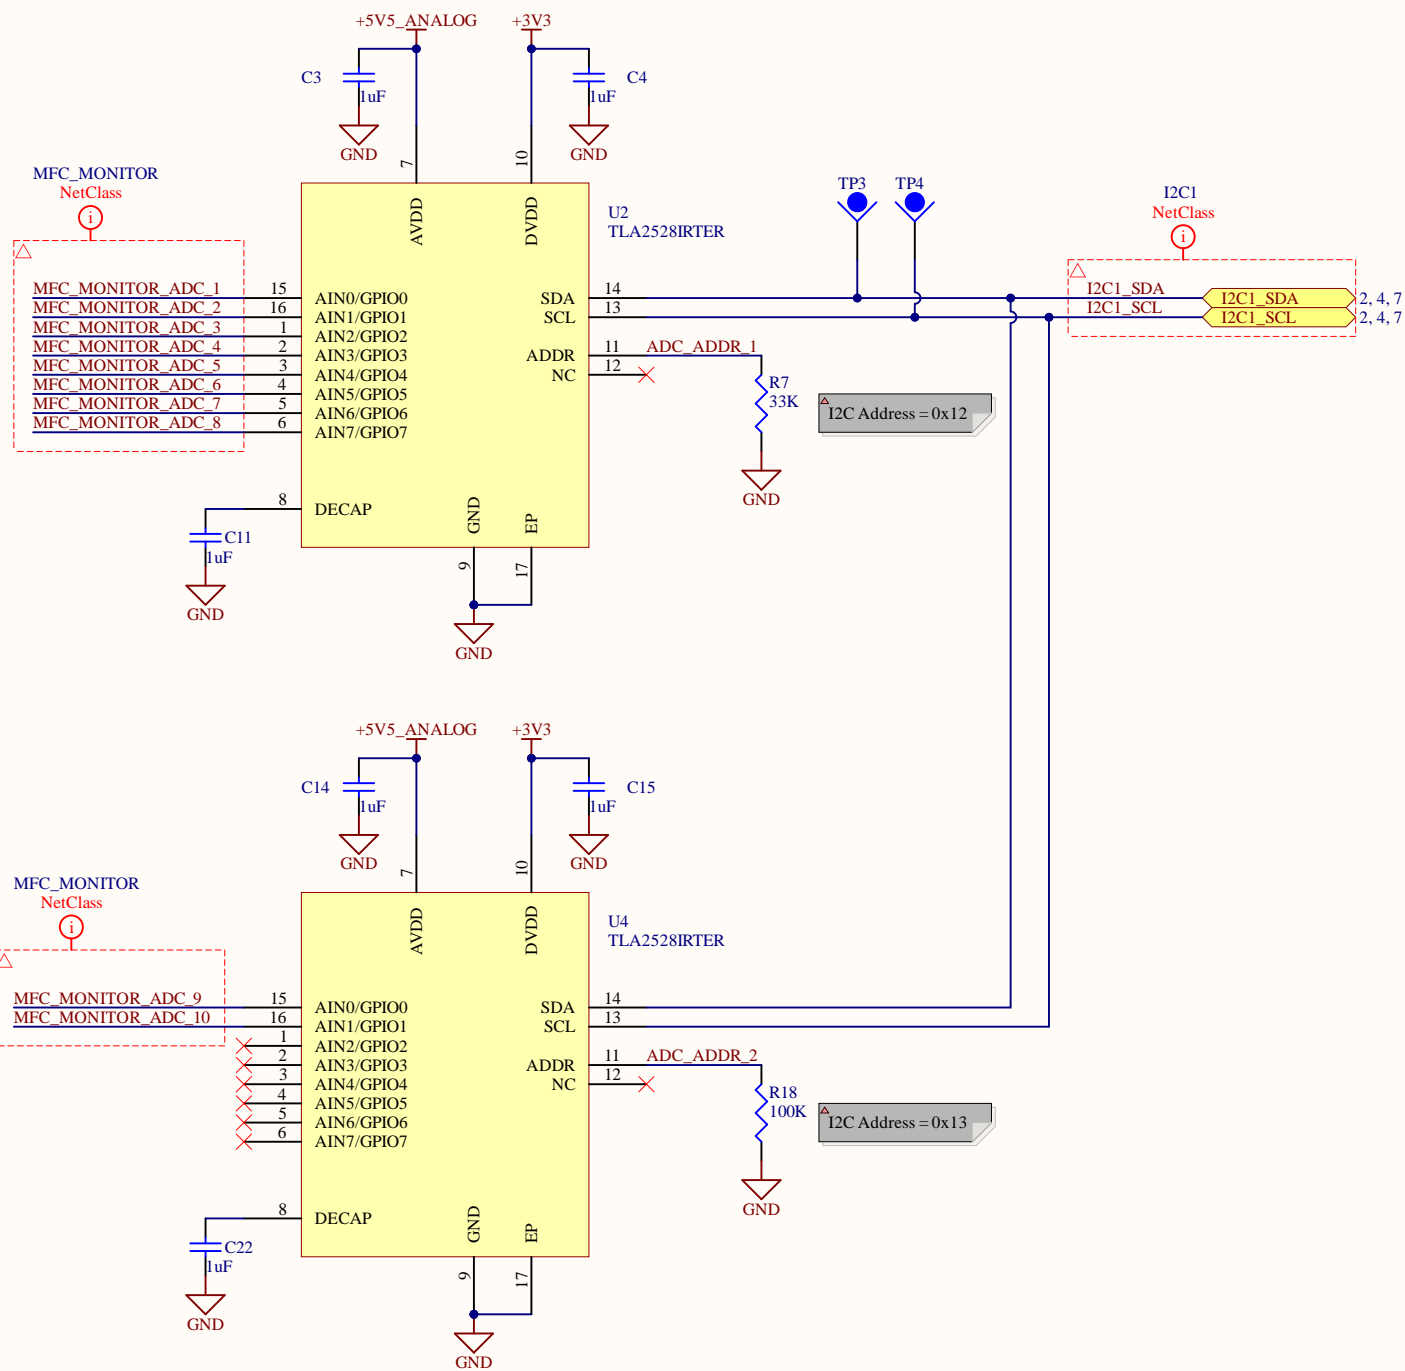 +5V5_ANALOG
+3V3
C3
1uF
GND
C4
1uF
GND
7
10
MFC_MONITOR
NetClass
i
AVDD
DVDD
U2
TLA2528IRTER
TP3
TP4
I2C1
NetClass
i
MFC_MONITOR_ADC_1
15
AIN0/GPIO0
MFC_MONITOR_ADC_2
16
AIN1/GPIO1
MFC_MONITOR_ADC_3
1
AIN2/GPIO2
MFC_MONITOR_ADC_4
2
AIN3/GPIO3
MFC_MONITOR_ADC_5
3
AIN4/GPIO4
MFC_MONITOR_ADC_6
4
AIN5/GPIO5
MFC_MONITOR_ADC_7
5
AIN6/GPIO6
MFC_MONITOR_ADC_8
6
AIN7/GPIO7
SDA
14
SCL
13
ADDR
11
ADC_ADDR_1
NC
12
I2C1_SDA
I2C1_SDA
2, 4, 7
I2C1_SCL
I2C1_SCL
2, 4, 7
R7
33K
GND
I2C Address = 0x12
8
DECAP
C11
1uF
GND
GND
EP
9
17
GND
+5V5_ANALOG
+3V3
C14
1uF
GND
C15
1uF
GND
7
10
MFC_MONITOR
NetClass
i
AVDD
DVDD
U4
TLA2528IRTER
MFC_MONITOR_ADC_9
15
AIN0/GPIO0
MFC_MONITOR_ADC_10
16
AIN1/GPIO1
1
AIN2/GPIO2
2
AIN3/GPIO3
3
AIN4/GPIO4
4
AIN5/GPIO5
5
AIN6/GPIO6
6
AIN7/GPIO7
SDA
14
SCL
13
ADDR
11
ADC_ADDR_2
NC
12
R18
100K
GND
I2C Address = 0x13
8
DECAP
C22
1uF
GND
GND
EP
9
17
GND